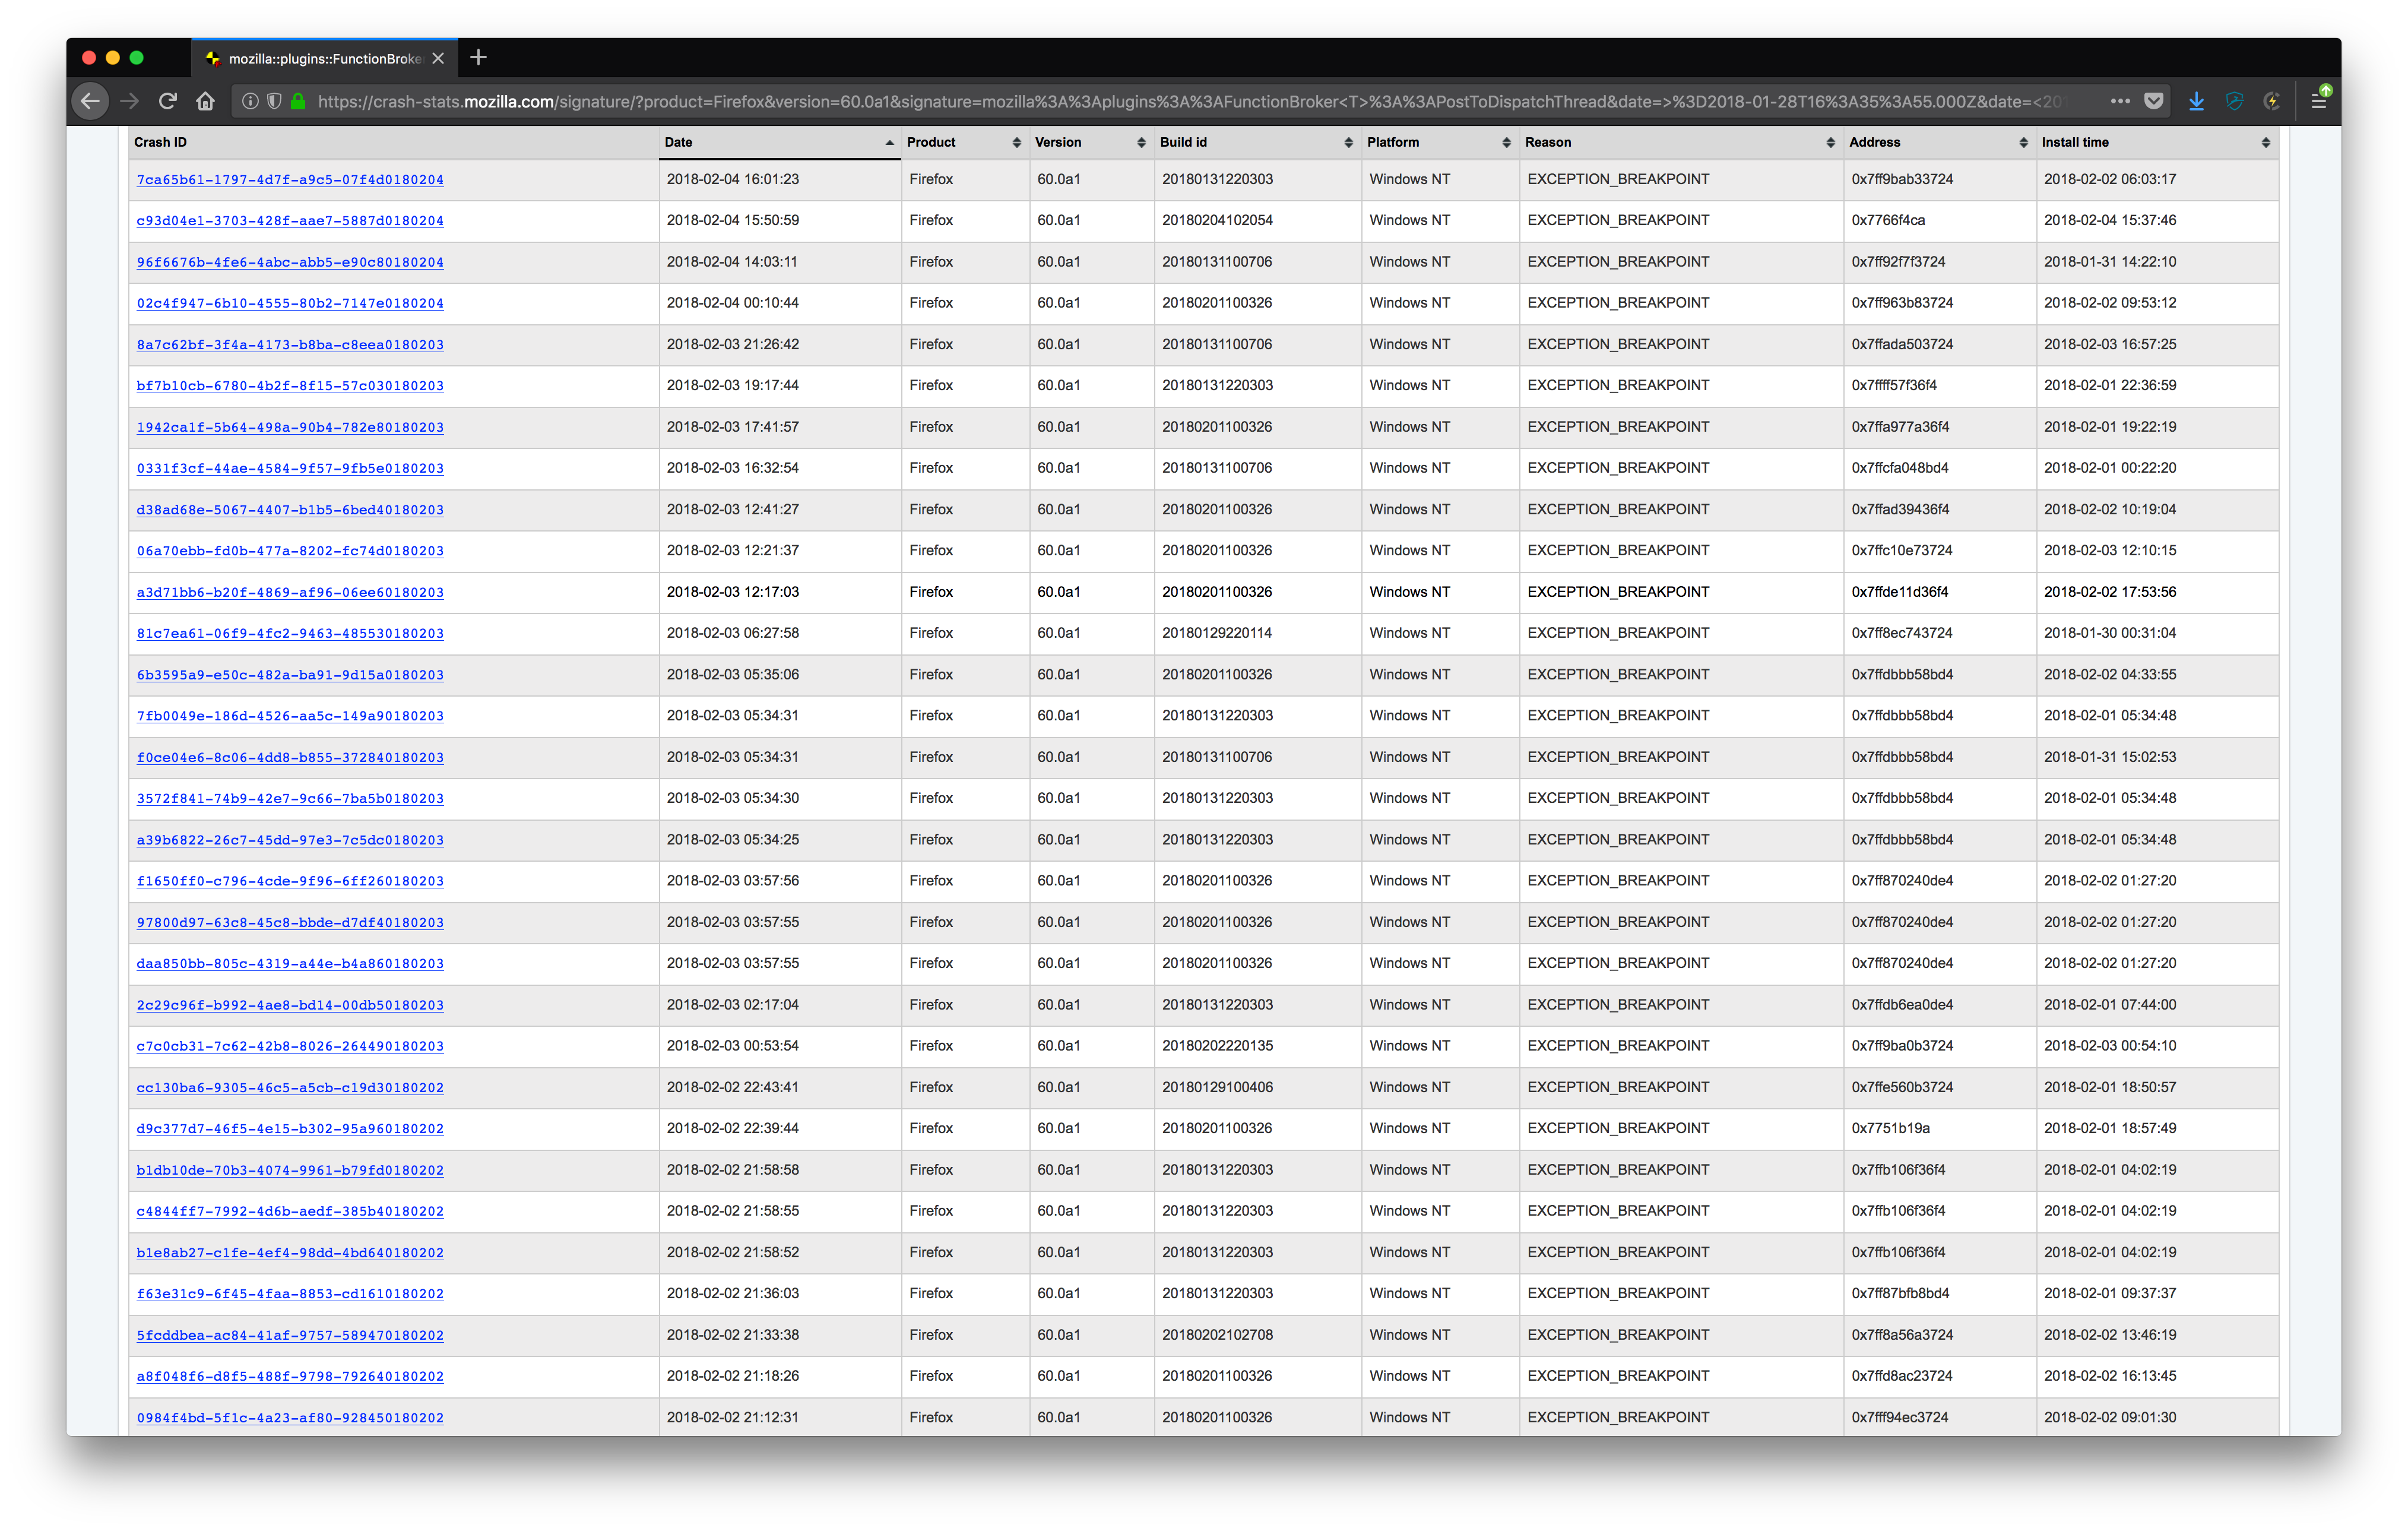 mozilla::plugins::FunctionBroke
https://crash-stats.mozilla.com/signature/?product=Firefox&version=60.0a1&signature=mozilla%3A%3Aplugins%3A%3AFunctionBroker<T>%3A%3APostToDispatchThread&date=>%3D2018-01-28T16%3A35%3A55.000Z&date=<201
Crash ID Date Product Version Build id Platform Reason Address Install time
7ca65b61-1797-4d7f-a9c5-07f4d0180204 2018-02-04 16:01:23 Firefox 60.0a1 20180131220303 Windows NT EXCEPTION_BREAKPOINT 0x7ff9bab33724 2018-02-02 06:03:17
c93d04e1-3703-428f-aae7-5887d0180204 2018-02-04 15:50:59 Firefox 60.0a1 20180204102054 Windows NT EXCEPTION_BREAKPOINT 0x7766f4ca 2018-02-04 15:37:46
96f6676b-4fe6-4abc-abb5-e90c80180204 2018-02-04 14:03:11 Firefox 60.0a1 20180131100706 Windows NT EXCEPTION_BREAKPOINT 0x7ff92f7f3724 2018-01-31 14:22:10
02c4f947-6b10-4555-80b2-7147e0180204 2018-02-04 00:10:44 Firefox 60.0a1 20180201100326 Windows NT EXCEPTION_BREAKPOINT 0x7ff963b83724 2018-02-02 09:53:12
8a7c62bf-3f4a-4173-b8ba-c8eea0180203 2018-02-03 21:26:42 Firefox 60.0a1 20180131100706 Windows NT EXCEPTION_BREAKPOINT 0x7ffada503724 2018-02-03 16:57:25
bf7b10cb-6780-4b2f-8f15-57c030180203 2018-02-03 19:17:44 Firefox 60.0a1 20180131220303 Windows NT EXCEPTION_BREAKPOINT 0x7ffff57f36f4 2018-02-01 22:36:59
1942ca1f-5b64-498a-90b4-782e80180203 2018-02-03 17:41:57 Firefox 60.0a1 20180201100326 Windows NT EXCEPTION_BREAKPOINT 0x7ffa977a36f4 2018-02-01 19:22:19
0331f3cf-44ae-4584-9f57-9fb5e0180203 2018-02-03 16:32:54 Firefox 60.0a1 20180131100706 Windows NT EXCEPTION_BREAKPOINT 0x7ffcfa048bd4 2018-02-01 00:22:20
d38ad68e-5067-4407-b1b5-6bed40180203 2018-02-03 12:41:27 Firefox 60.0a1 20180201100326 Windows NT EXCEPTION_BREAKPOINT 0x7ffad39436f4 2018-02-02 10:19:04
06a70ebb-fd0b-477a-8202-fc74d0180203 2018-02-03 12:21:37 Firefox 60.0a1 20180201100326 Windows NT EXCEPTION_BREAKPOINT 0x7ffc10e73724 2018-02-03 12:10:15
a3d71bb6-b20f-4869-af96-06ee60180203 2018-02-03 12:17:03 Firefox 60.0a1 20180201100326 Windows NT EXCEPTION_BREAKPOINT 0x7ffde11d36f4 2018-02-02 17:53:56
81c7ea61-06f9-4fc2-9463-485530180203 2018-02-03 06:27:58 Firefox 60.0a1 20180129220114 Windows NT EXCEPTION_BREAKPOINT 0x7ff8ec743724 2018-01-30 00:31:04
6b3595a9-e50c-482a-ba91-9d15a0180203 2018-02-03 05:35:06 Firefox 60.0a1 20180201100326 Windows NT EXCEPTION_BREAKPOINT 0x7ffdbbb58bd4 2018-02-02 04:33:55
7fb0049e-186d-4526-aa5c-149a90180203 2018-02-03 05:34:31 Firefox 60.0a1 20180131220303 Windows NT EXCEPTION_BREAKPOINT 0x7ffdbbb58bd4 2018-02-01 05:34:48
f0ce04e6-8c06-4dd8-b855-372840180203 2018-02-03 05:34:31 Firefox 60.0a1 20180131100706 Windows NT EXCEPTION_BREAKPOINT 0x7ffdbbb58bd4 2018-01-31 15:02:53
3572f841-74b9-42e7-9c66-7ba5b0180203 2018-02-03 05:34:30 Firefox 60.0a1 20180131220303 Windows NT EXCEPTION_BREAKPOINT 0x7ffdbbb58bd4 2018-02-01 05:34:48
a39b6822-26c7-45dd-97e3-7c5dc0180203 2018-02-03 05:34:25 Firefox 60.0a1 20180131220303 Windows NT EXCEPTION_BREAKPOINT 0x7ffdbbb58bd4 2018-02-01 05:34:48
f1650ff0-c796-4cde-9f96-6ff260180203 2018-02-03 03:57:56 Firefox 60.0a1 20180201100326 Windows NT EXCEPTION_BREAKPOINT 0x7ff870240de4 2018-02-02 01:27:20
97800d97-63c8-45c8-bbde-d7df40180203 2018-02-03 03:57:55 Firefox 60.0a1 20180201100326 Windows NT EXCEPTION_BREAKPOINT 0x7ff870240de4 2018-02-02 01:27:20
daa850bb-805c-4319-a44e-b4a860180203 2018-02-03 03:57:55 Firefox 60.0a1 20180201100326 Windows NT EXCEPTION_BREAKPOINT 0x7ff870240de4 2018-02-02 01:27:20
2c29c96f-b992-4ae8-bd14-00db50180203 2018-02-03 02:17:04 Firefox 60.0a1 20180131220303 Windows NT EXCEPTION_BREAKPOINT 0x7ffdb6ea0de4 2018-02-01 07:44:00
c7c0cb31-7c62-42b8-8026-264490180203 2018-02-03 00:53:54 Firefox 60.0a1 20180202220135 Windows NT EXCEPTION_BREAKPOINT 0x7ff9ba0b3724 2018-02-03 00:54:10
cc130ba6-9305-46c5-a5cb-c19d30180202 2018-02-02 22:43:41 Firefox 60.0a1 20180129100406 Windows NT EXCEPTION_BREAKPOINT 0x7ffe560b3724 2018-02-01 18:50:57
d9c377d7-46f5-4e15-b302-95a960180202 2018-02-02 22:39:44 Firefox 60.0a1 20180201100326 Windows NT EXCEPTION_BREAKPOINT 0x7751b19a 2018-02-01 18:57:49
b1db10de-70b3-4074-9961-b79fd0180202 2018-02-02 21:58:58 Firefox 60.0a1 20180131220303 Windows NT EXCEPTION_BREAKPOINT 0x7ffb106f36f4 2018-02-01 04:02:19
c4844ff7-7992-4d6b-aedf-385b40180202 2018-02-02 21:58:55 Firefox 60.0a1 20180131220303 Windows NT EXCEPTION_BREAKPOINT 0x7ffb106f36f4 2018-02-01 04:02:19
b1e8ab27-c1fe-4ef4-98dd-4bd640180202 2018-02-02 21:58:52 Firefox 60.0a1 20180131220303 Windows NT EXCEPTION_BREAKPOINT 0x7ffb106f36f4 2018-02-01 04:02:19
f63e31c9-6f45-4faa-8853-cd1610180202 2018-02-02 21:36:03 Firefox 60.0a1 20180131220303 Windows NT EXCEPTION_BREAKPOINT 0x7ff87bfb8bd4 2018-02-01 09:37:37
5fcddbea-ac84-41af-9757-589470180202 2018-02-02 21:33:38 Firefox 60.0a1 20180202102708 Windows NT EXCEPTION_BREAKPOINT 0x7ff8a56a3724 2018-02-02 13:46:19
a8f048f6-d8f5-488f-9798-792640180202 2018-02-02 21:18:26 Firefox 60.0a1 20180201100326 Windows NT EXCEPTION_BREAKPOINT 0x7ffd8ac23724 2018-02-02 16:13:45
0984f4bd-5f1c-4a23-af80-928450180202 2018-02-02 21:12:31 Firefox 60.0a1 20180201100326 Windows NT EXCEPTION_BREAKPOINT 0x7fff94ec3724 2018-02-02 09:01:30